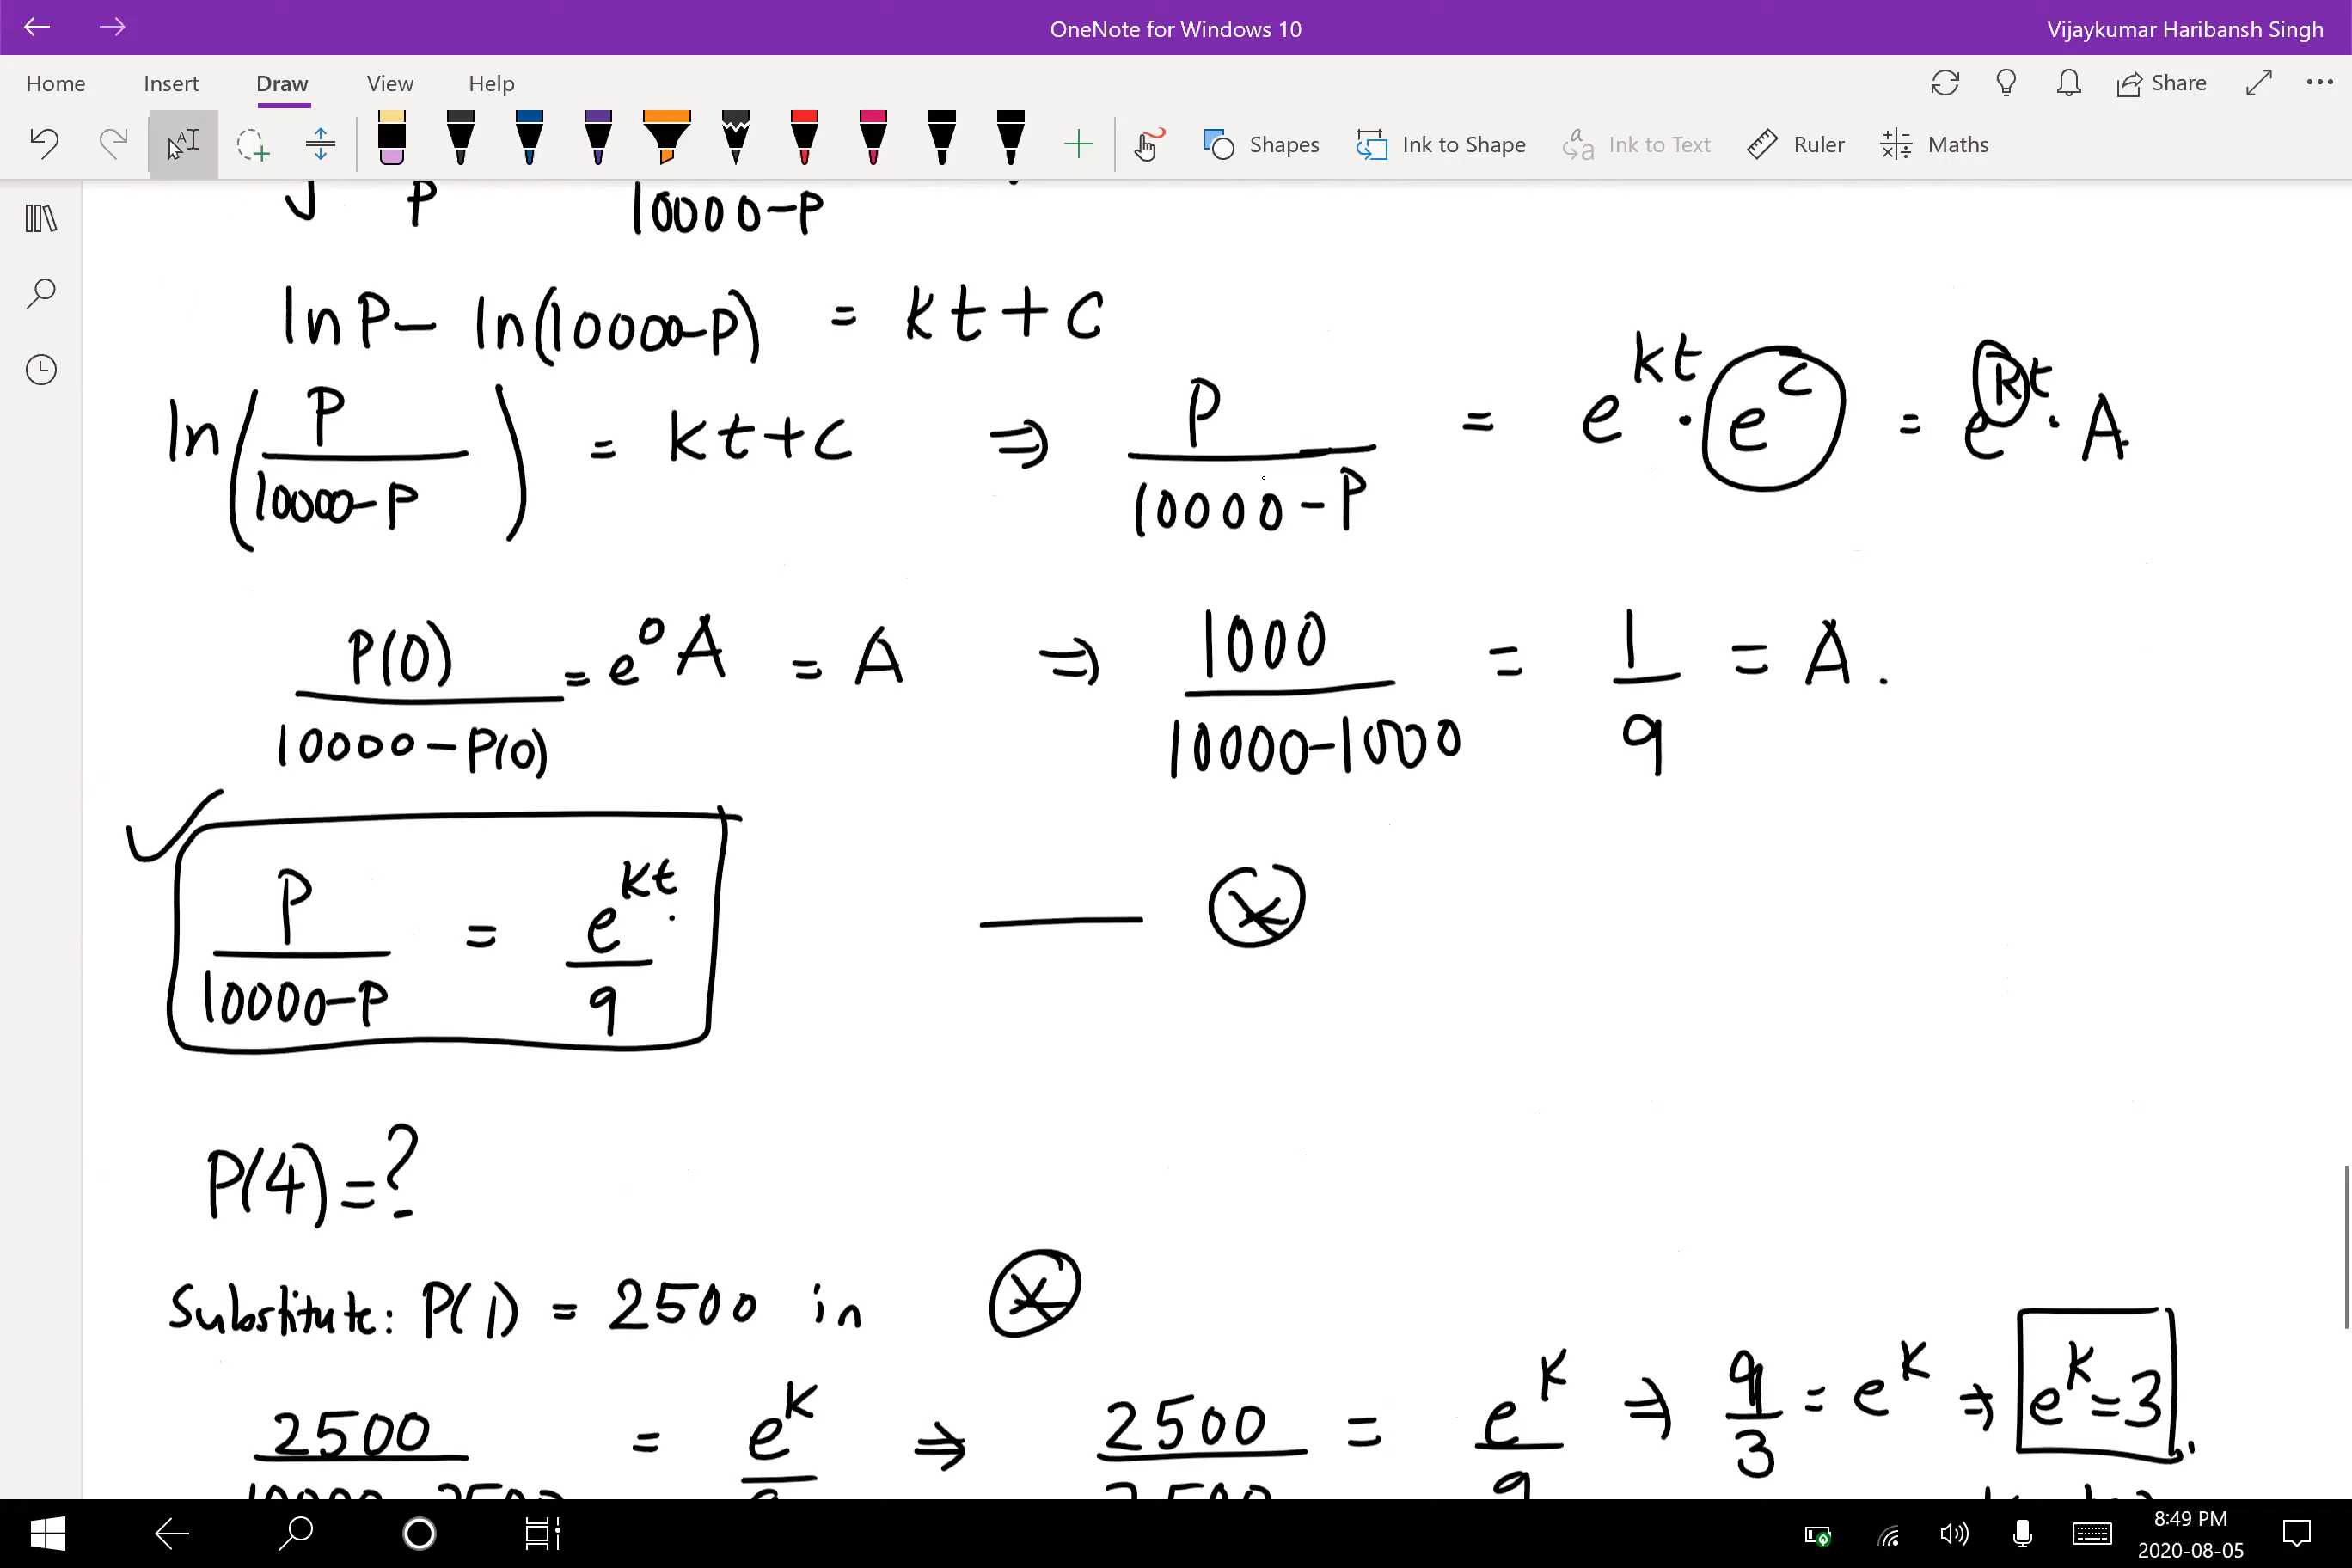 OneNote for Windows 10
Vijaykumar Haribansh Singh
Home Insert Draw View Help
Share
Shapes Ink to Shape Ink to Text Ruler Maths
P 10000-P
ln P - ln(10000-P) = kt + C
ln(P/(10000-P)) = kt + C ⇒ P/(10000-P) = e^kt · e^c = e^kt · A
P(0)/(10000-P(0)) = e^0 A = A ⇒ 1000/(10000-1000) = 1/9 = A.
P/(10000-P) = e^kt/9 — *
P(4) = ?
Substitute: P(1) = 2500 in *
2500/(10000-2500) = e^k/9 ⇒ 2500/7500 = e^k/9 ⇒ 9/3 = e^k ⇒ e^k = 3
8:49 PM
2020-08-05